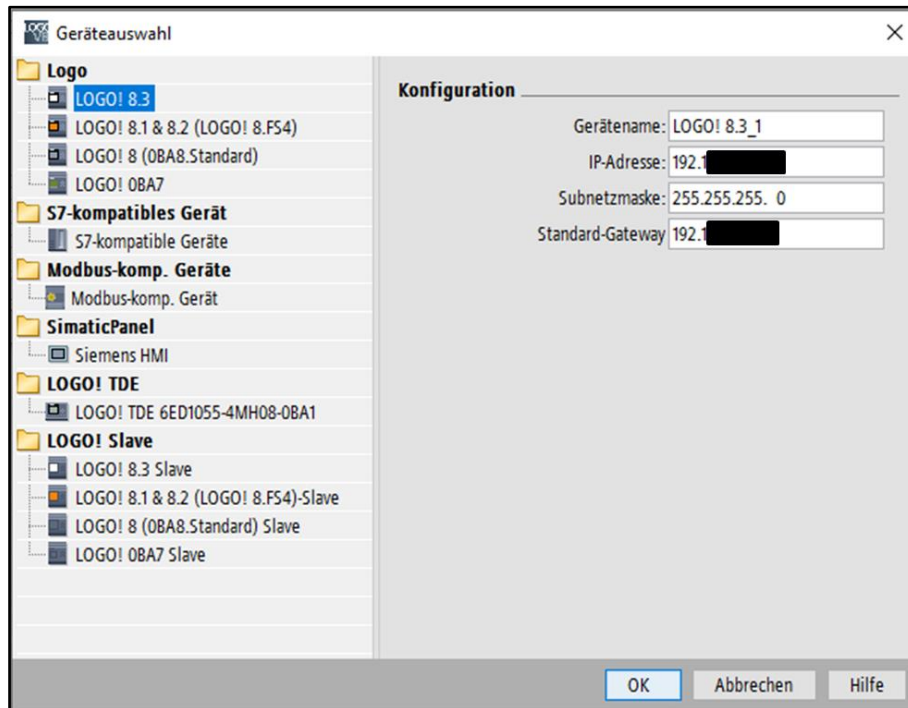 Geräteauswahl
Logo
LOGO! 8.3
LOGO! 8.1 & 8.2 (LOGO! 8.FS4)
LOGO! 8 (0BA8.Standard)
LOGO! 0BA7
S7-kompatibles Gerät
S7-kompatible Geräte
Modbus-komp. Geräte
Modbus-komp. Gerät
SimaticPanel
Siemens HMI
LOGO! TDE
LOGO! TDE 6ED1055-4MH08-0BA1
LOGO! Slave
LOGO! 8.3 Slave
LOGO! 8.1 & 8.2 (LOGO! 8.FS4)-Slave
LOGO! 8 (0BA8.Standard) Slave
LOGO! 0BA7 Slave
Konfiguration
Gerätename: LOGO! 8.3_1
IP-Adresse: 192.1
Subnetzmaske: 255.255.255. 0
Standard-Gateway 192.1
OK Abbrechen Hilfe